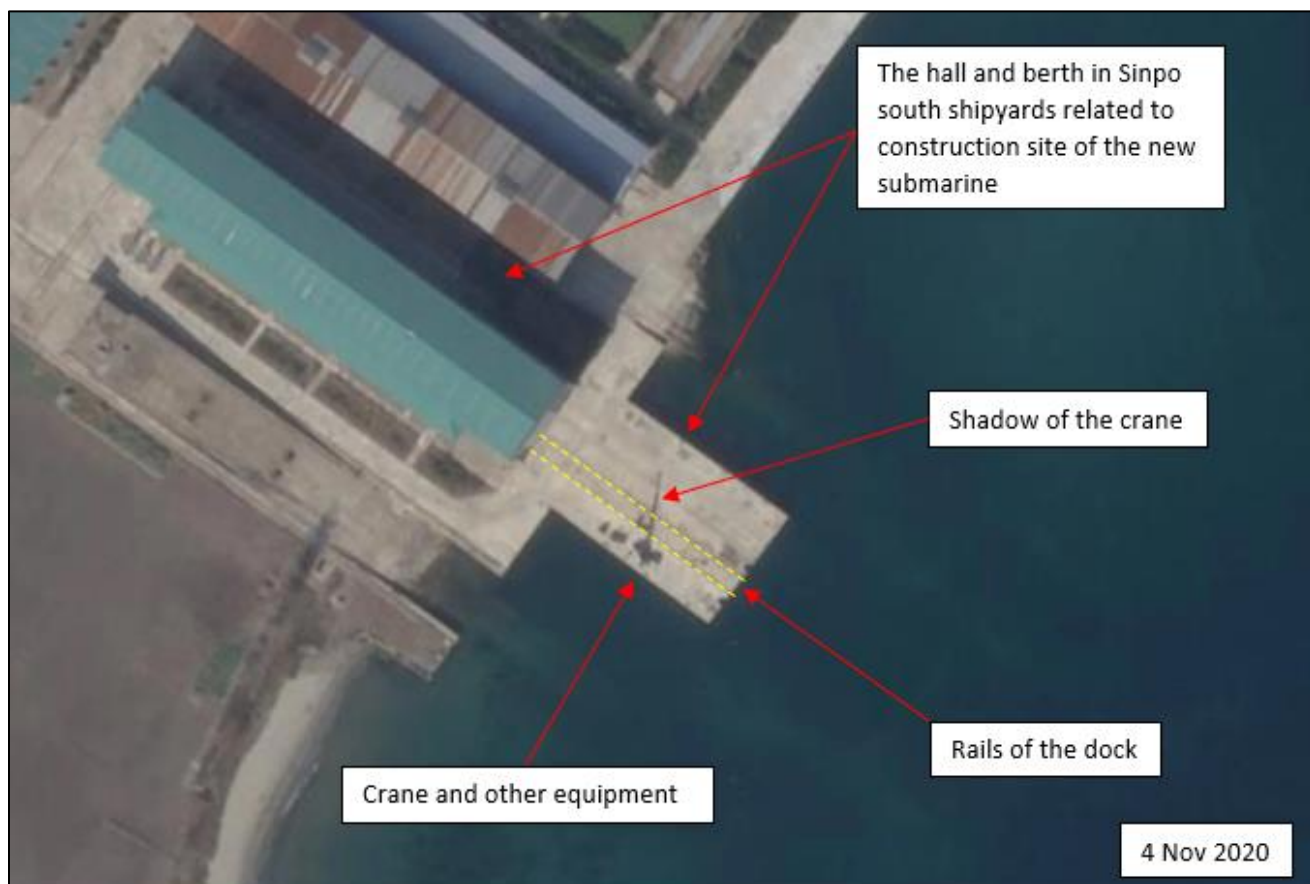 The hall and berth in Sinpo
south shipyards related to
construction site of the new
submarine
Shadow of the crane
Rails of the dock
Crane and other equipment
4 Nov 2020